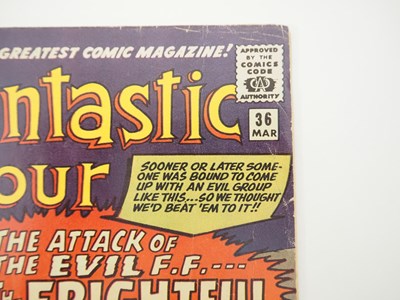 GREATEST COMIC MAGAZINE!
APPROVED
BY THE
COMICS
CODE
CA
AUTHORITY
ntastic
36
MAR
our
SOONER OR LATER SOME-
ONE WAS BOUND TO COME
UP WITH AN EVIL GROUP
LIKE THIS...SO WE THOUGHT
WE'D BEAT 'EM TO IT!!
THE ATTACK OF
THE EVIL F.F.---
FRIGHTFUL